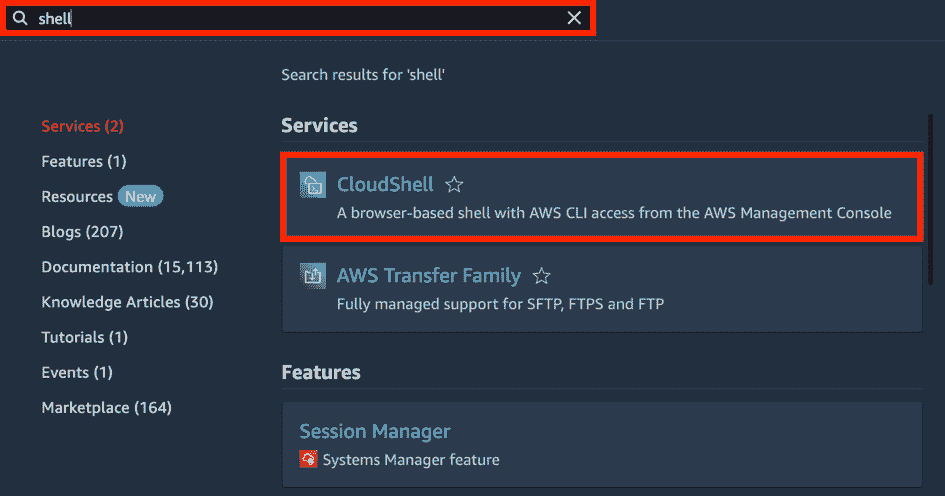 shell
Search results for 'shell'
Services (2)
Features (1)
Resources New
Blogs (207)
Documentation (15,113)
Knowledge Articles (30)
Tutorials (1)
Events (1)
Marketplace (164)
Services
CloudShell
A browser-based shell with AWS CLI access from the AWS Management Console
AWS Transfer Family
Fully managed support for SFTP, FTPS and FTP
Features
Session Manager
Systems Manager feature